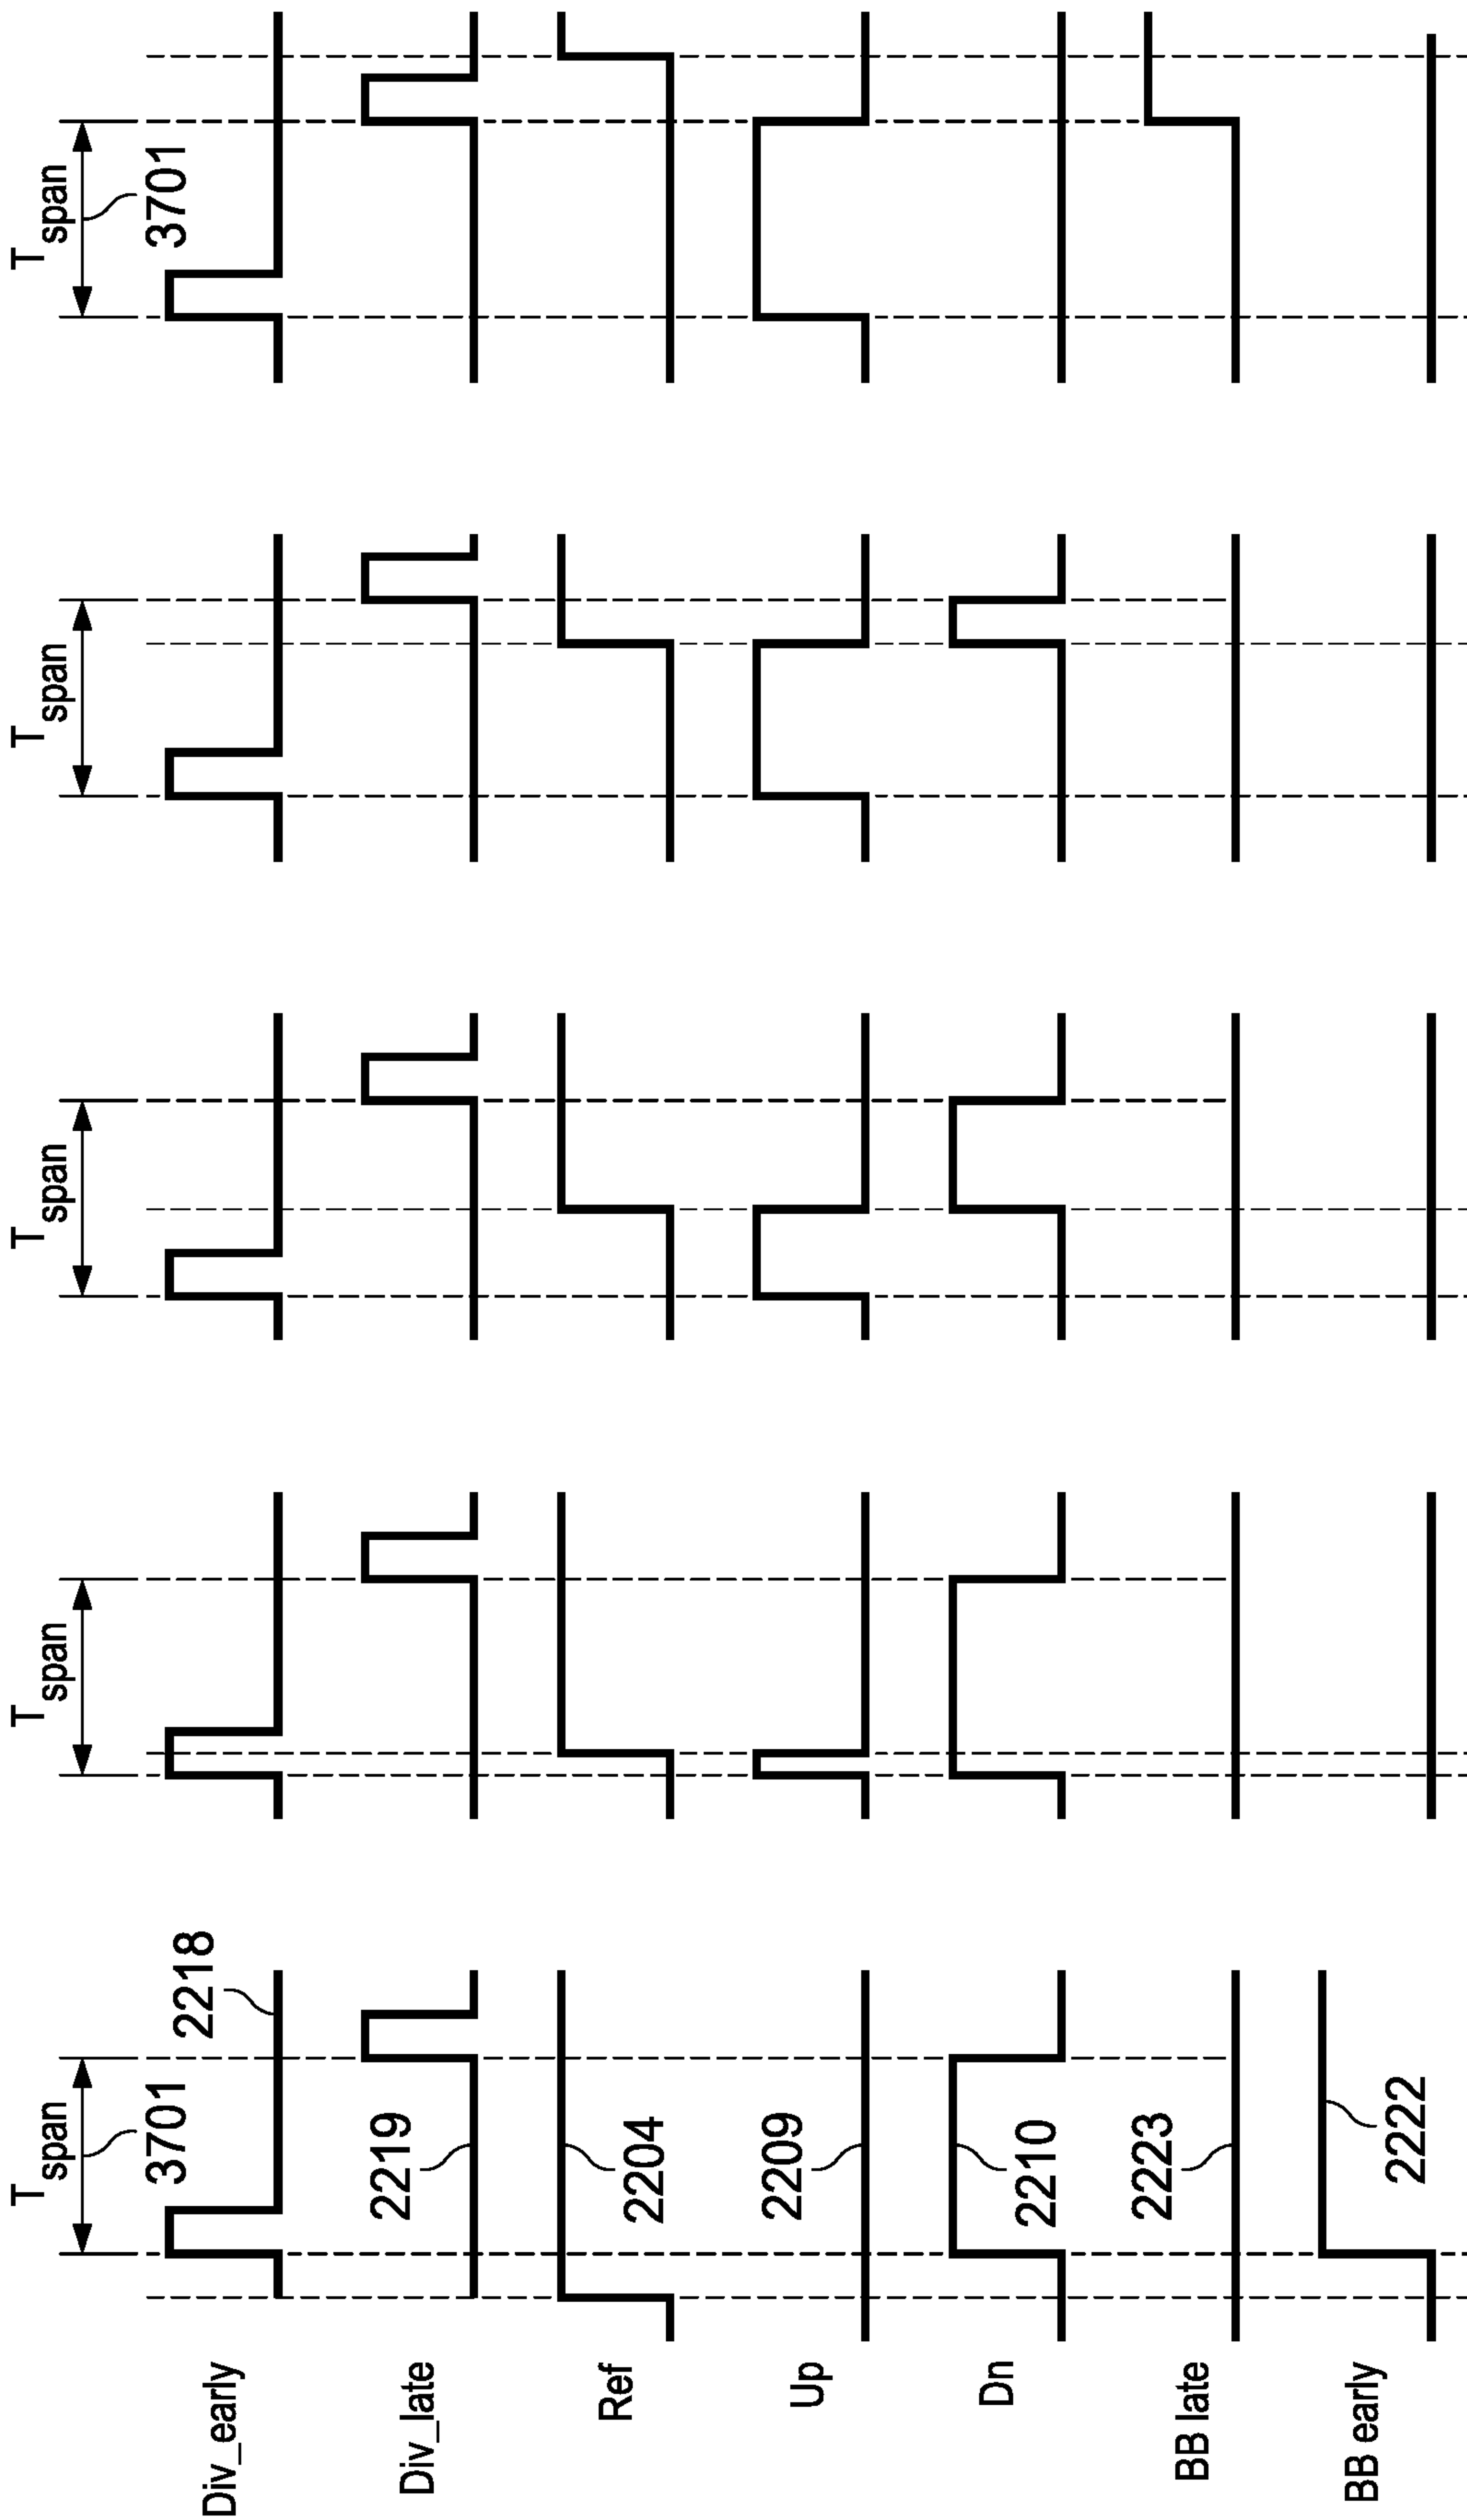 T span
T span
T span
T span
T span
3701
2218
3701
Div_early
2219
Div_late
2204
Ref
2209
Up
2210
Dn
2223
BB late
2222
BB early